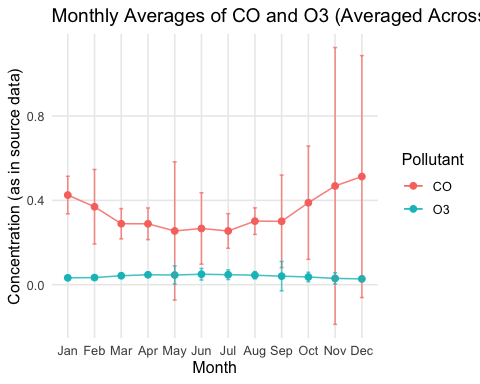 Monthly Averages of CO and O3 (Averaged Across
Concentration (as in source data)
0.8
0.4
0.0
Jan Feb Mar Apr May Jun Jul Aug Sep Oct Nov Dec
Month
Pollutant
CO
O3